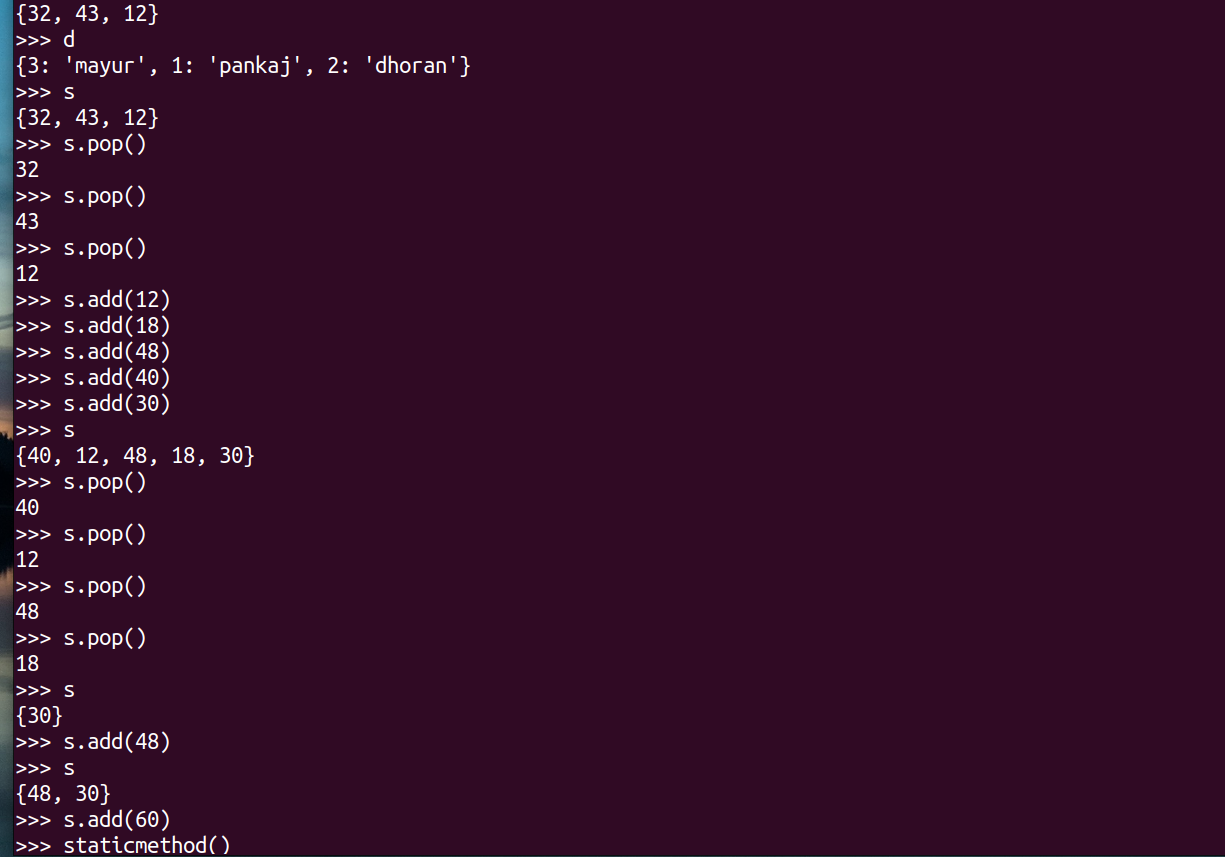 {32, 43, 12}
>>> d
{3: 'mayur', 1: 'pankaj', 2: 'dhoran'}
>>> s
{32, 43, 12}
>>> s.pop()
32
>>> s.pop()
43
>>> s.pop()
12
>>> s.add(12)
>>> s.add(18)
>>> s.add(48)
>>> s.add(40)
>>> s.add(30)
>>> s
{40, 12, 48, 18, 30}
>>> s.pop()
40
>>> s.pop()
12
>>> s.pop()
48
>>> s.pop()
18
>>> s
{30}
>>> s.add(48)
>>> s
{48, 30}
>>> s.add(60)
>>> staticmethod()